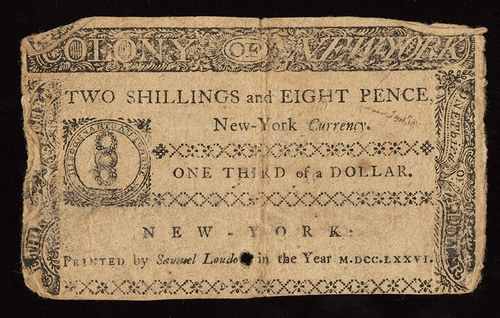 COLONY OF NEW YORK
TWO SHILLINGS and EIGHT PENCE,
New-York Currency.
ONE THIRD of a DOLLAR.
NEW-YORK:
PRINTED by Samuel Loudon in the Year M.DCC.LXXVI.